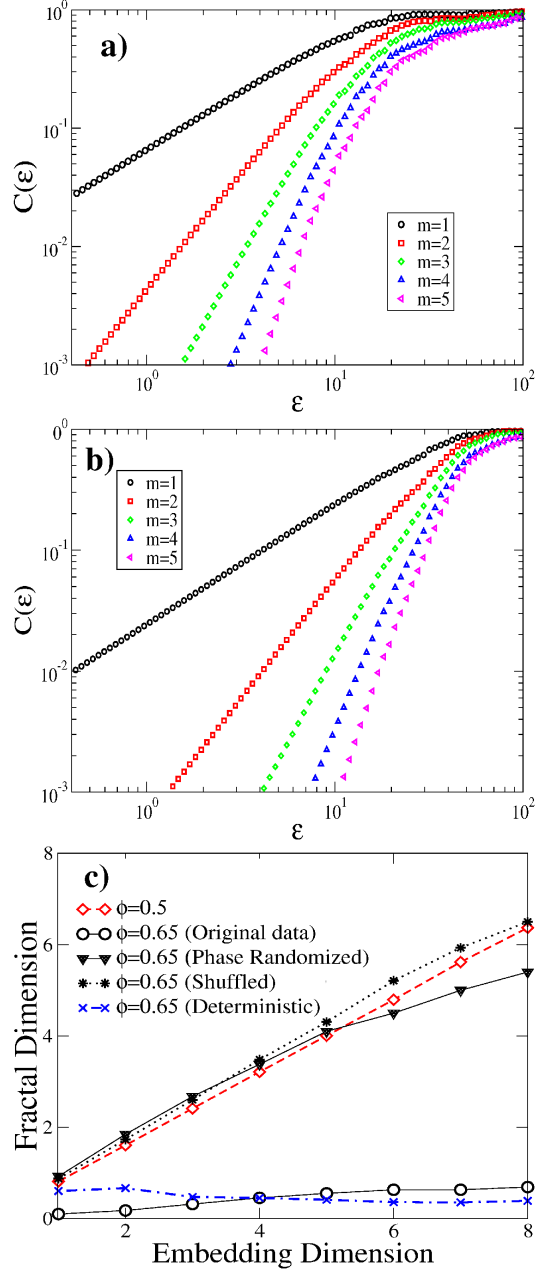 a)
10^0
10^-1
10^-2
10^-3
C(ε)
m=1
m=2
m=3
m=4
m=5
10^0 10^1 10^2
ε
b)
0^0
10^-1
10^-2
10^-3
C(ε)
m=1
m=2
m=3
m=4
m=5
10^0 10^1 10^2
ε
c)
8
6
4
2
0
Fractal Dimension
ϕ=0.5
ϕ=0.65 (Original data)
ϕ=0.65 (Phase Randomized)
ϕ=0.65 (Shuffled)
ϕ=0.65 (Deterministic)
2 4 6 8
Embedding Dimension